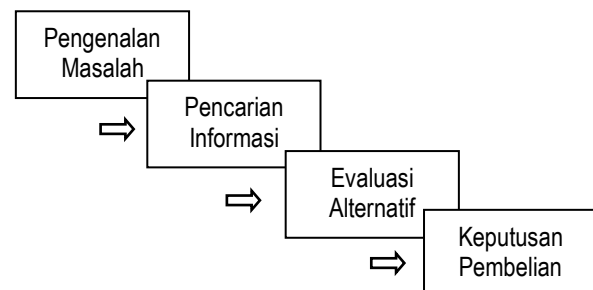 Pengenalan
Masalah
Pencarian
Informasi
Evaluasi
Alternatif
Keputusan
Pembelian